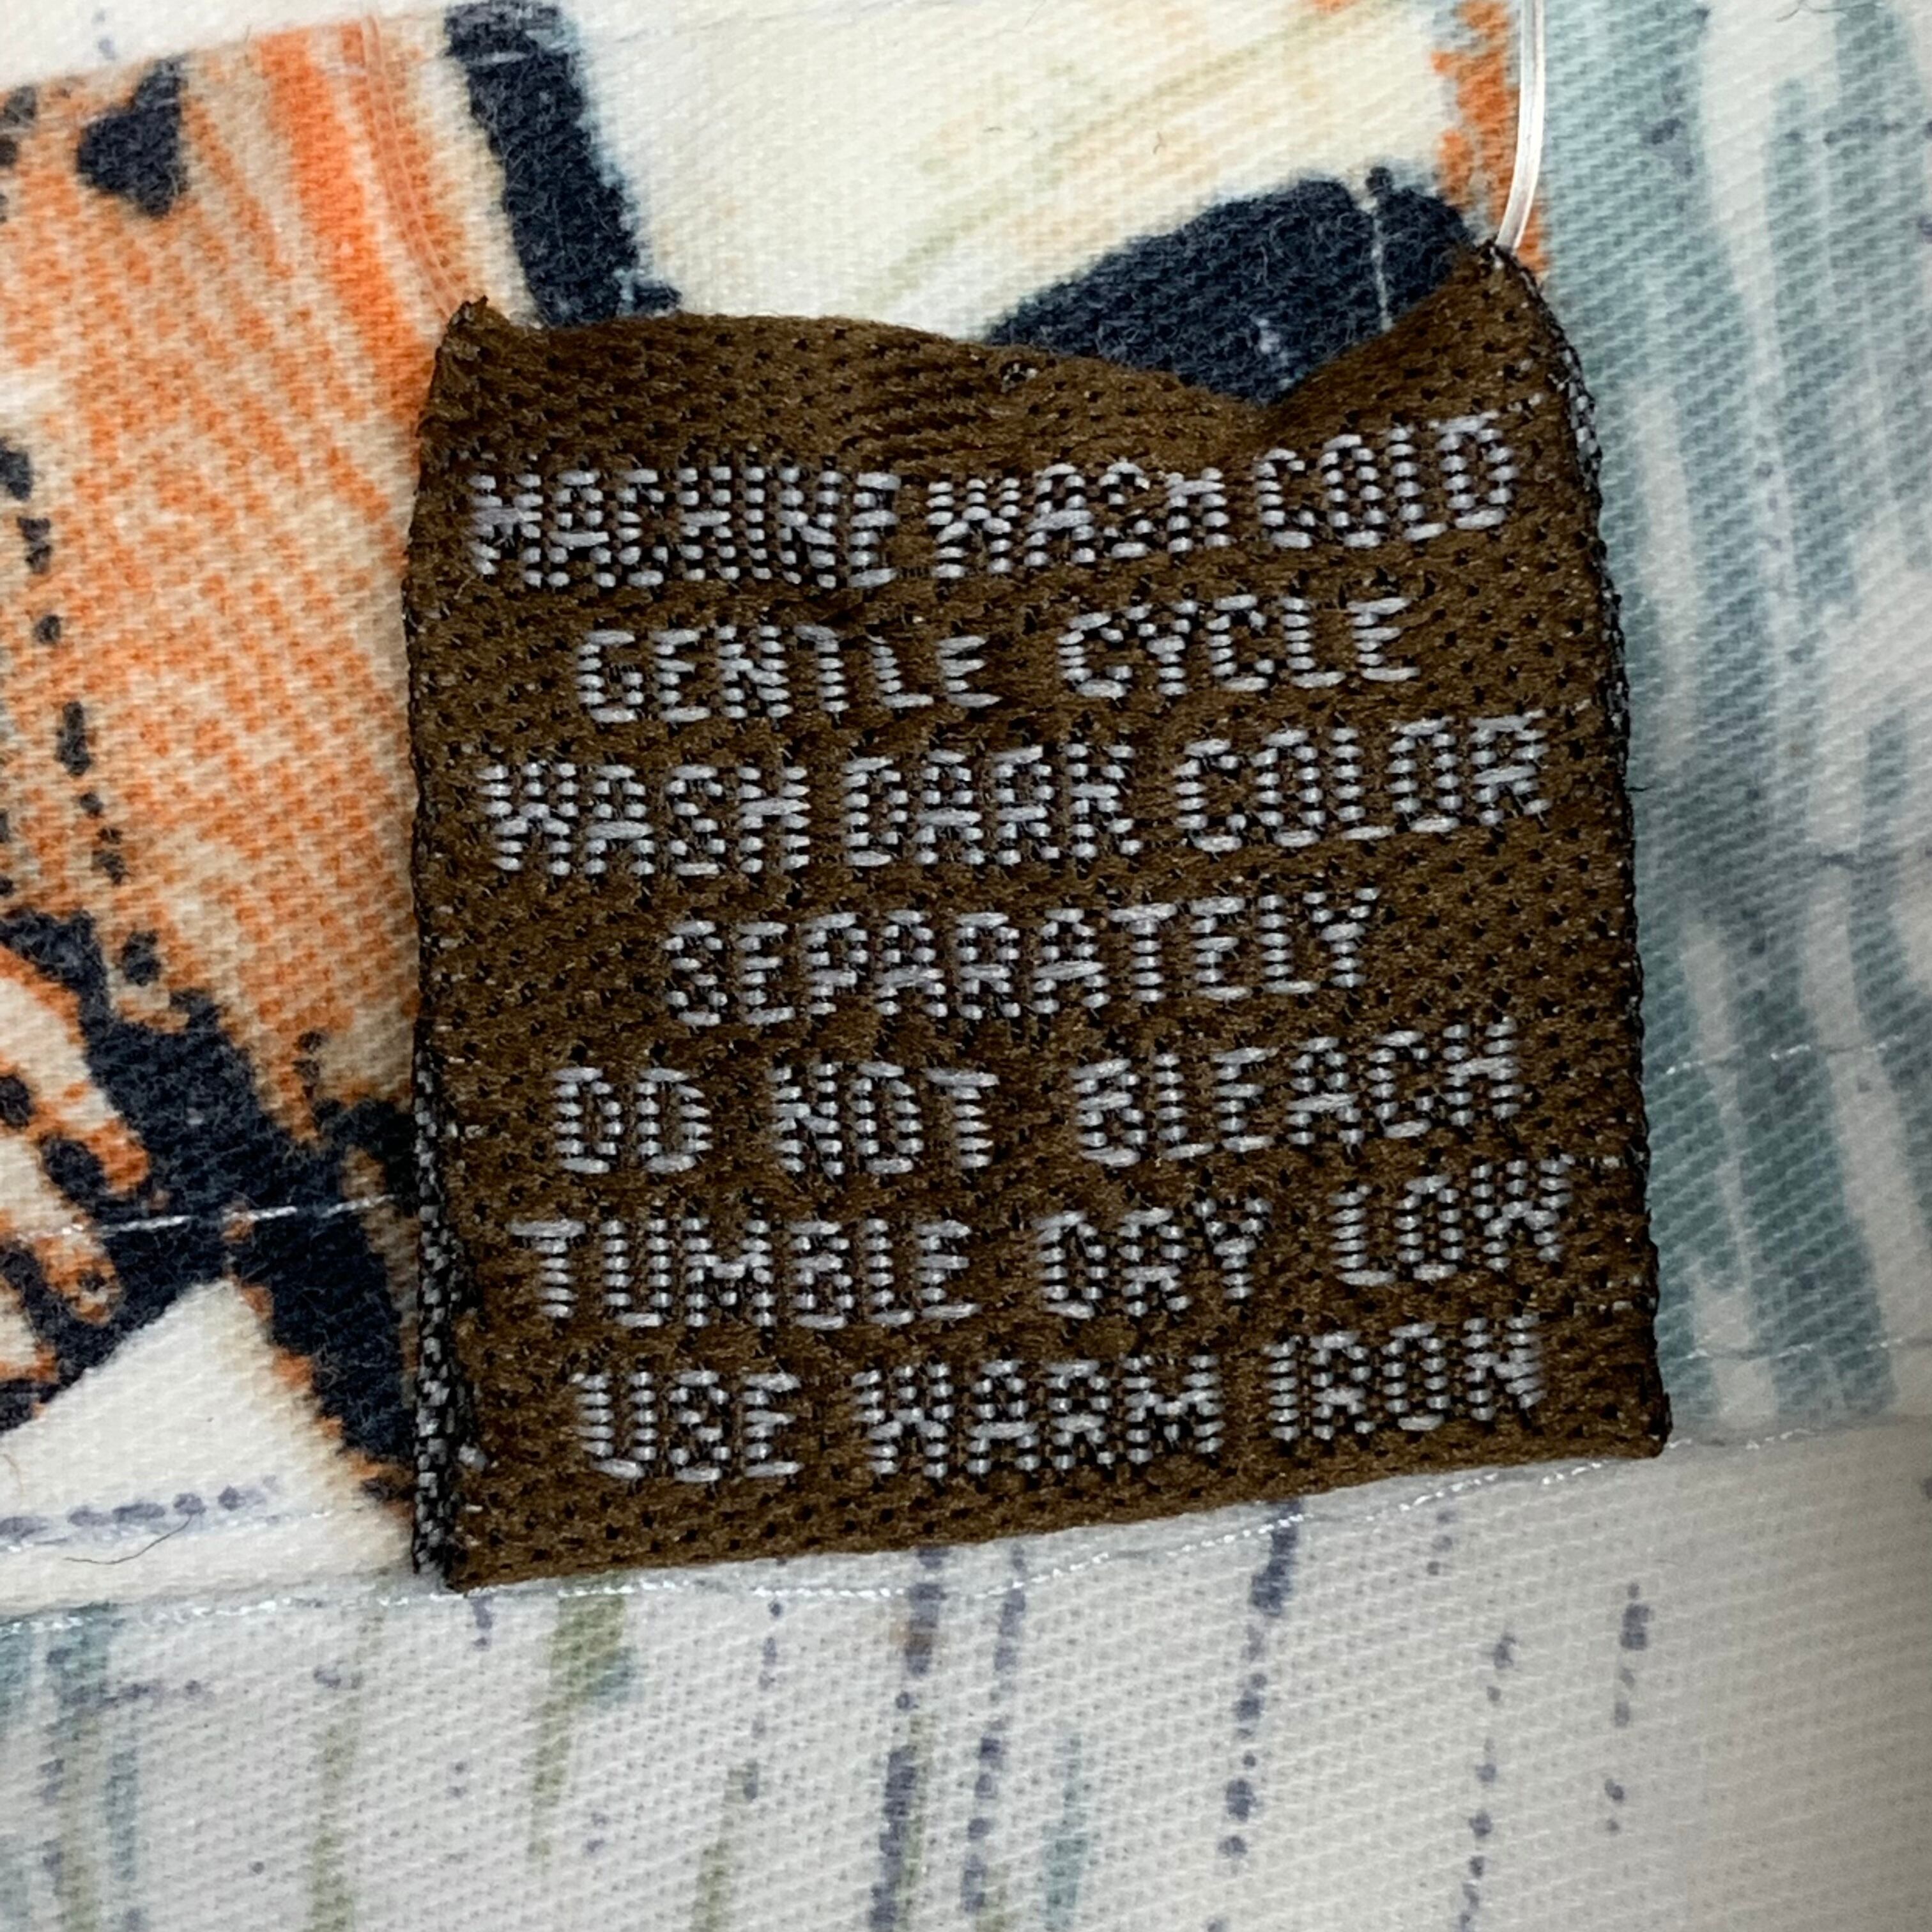 MACHINE WASH COLD
GENTLE CYCLE
WASH DARK COLOR
SEPARATELY
DO NOT BLEACH
TUMBLE DRY LOW
USE WARM IRON